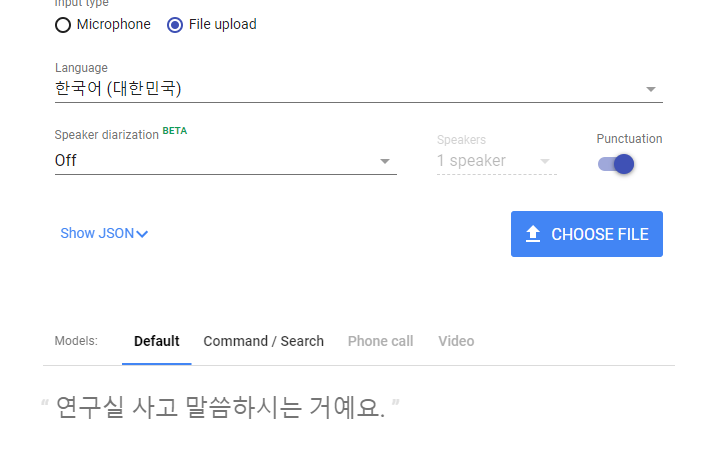 Input type
Microphone File upload
Language
한국어 (대한민국)
Speaker diarization BETA
Speakers
Punctuation
Off
1 speaker
Show JSON
CHOOSE FILE
Models: Default Command / Search Phone call Video
" 연구실 사고 말씀하시는 거예요. "